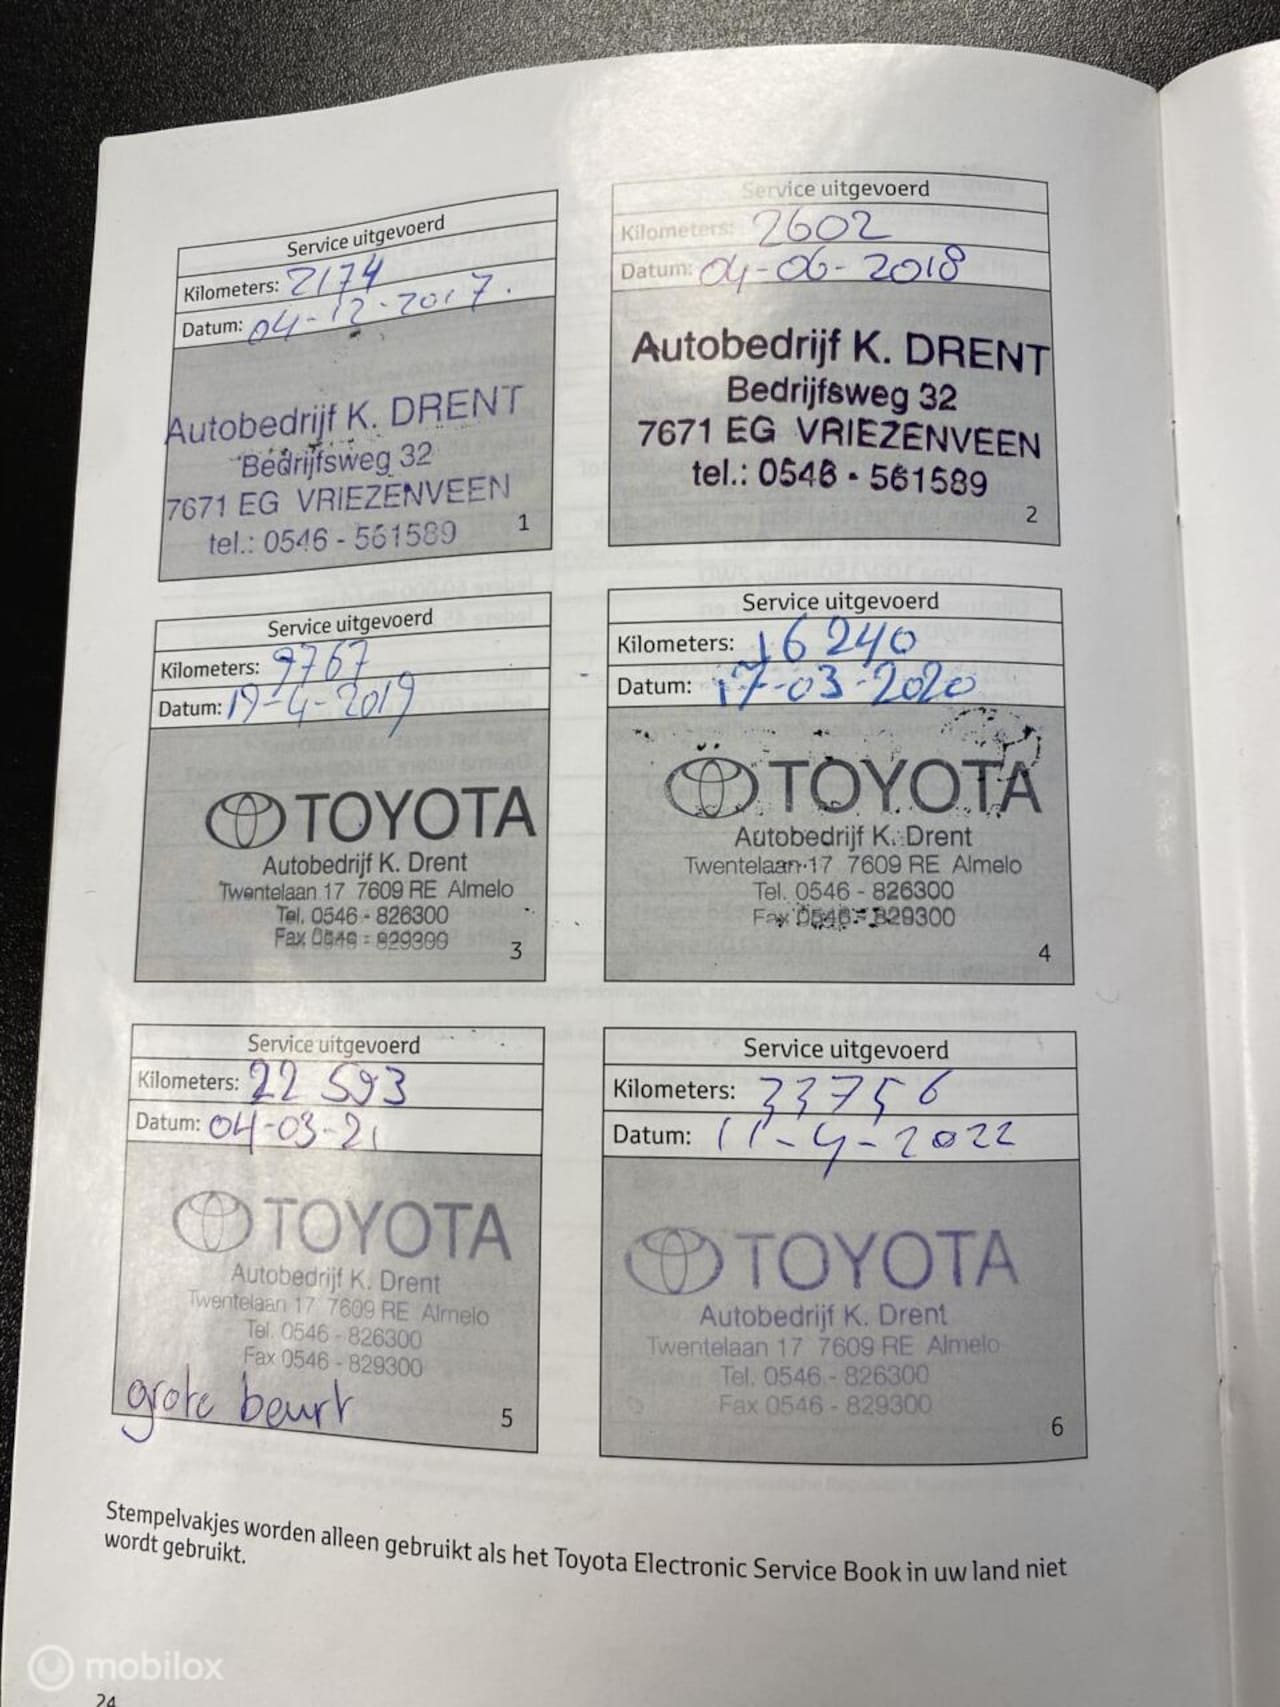 Service uitgevoerd
Kilometers: 2174
Datum: 04-12-2017.
Autobedrijf K. DRENT
Bedrijfsweg 32
7671 EG VRIEZENVEEN
tel.: 0546 - 561589
1
Service uitgevoerd
Kilometers: 2602
Datum: 04-06-2018
Autobedrijf K. DRENT
Bedrijfsweg 32
7671 EG VRIEZENVEEN
tel.: 0546 - 561589
2
Service uitgevoerd
Kilometers: 9767
Datum: 19-4-2019
TOYOTA
Autobedrijf K. Drent
Twentelaan 17 7609 RE Almelo
Tel. 0546 - 826300
Fax 0546 - 829300
3
Service uitgevoerd
Kilometers: 16240
Datum: 17-03-2020
TOYOTA
Autobedrijf K. Drent
Twentelaan 17 7609 RE Almelo
Tel. 0546 - 826300
Fax 0546 - 829300
4
Service uitgevoerd
Kilometers: 22 593
Datum: 04-03-21
TOYOTA
Autobedrijf K. Drent
Twentelaan 17 7609 RE Almelo
Tel. 0546 - 826300
Fax 0546 - 829300
grote beurt
5
Service uitgevoerd
Kilometers: 33756
Datum: 11-4-2022
TOYOTA
Autobedrijf K. Drent
Twentelaan 17 7609 RE Almelo
Tel. 0546 - 826300
Fax 0546 - 829300
6
Stempelvakjes worden alleen gebruikt als het Toyota Electronic Service Book in uw land niet
wordt gebruikt.
mobilox
24